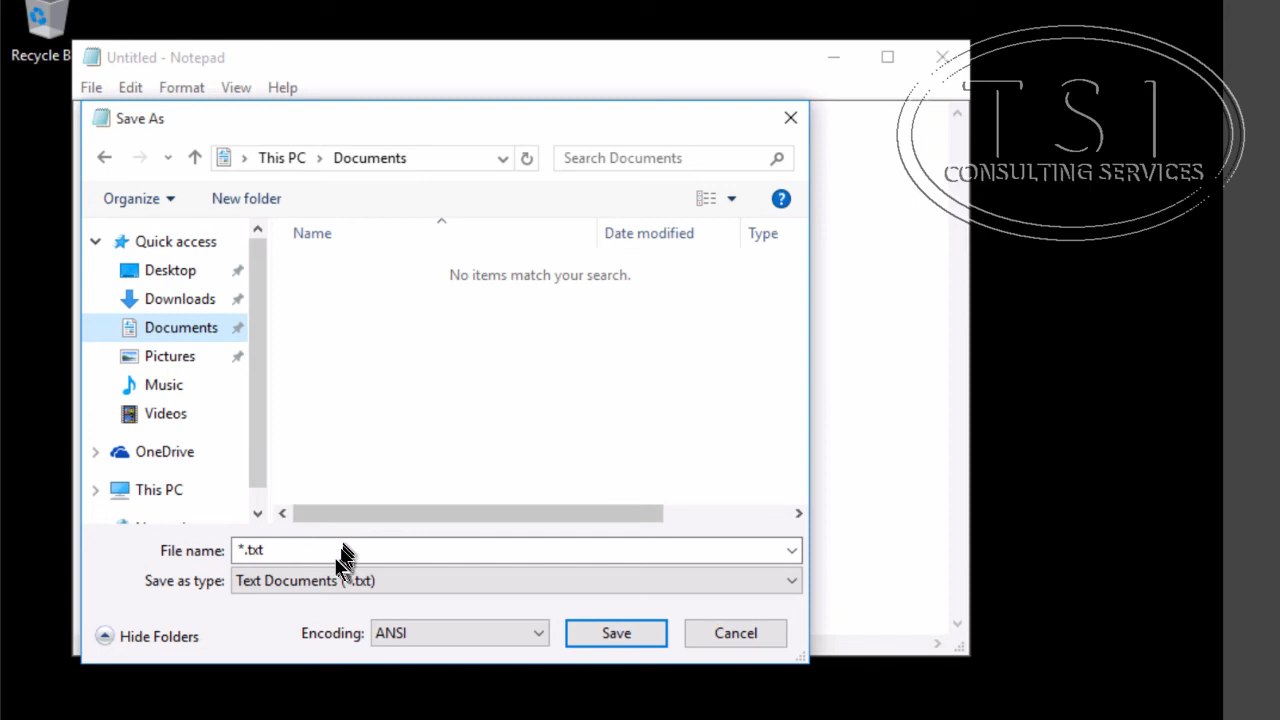 Recycle B
Untitled - Notepad
File Edit Format View Help
Save As
This PC > Documents
Search Documents
Organize
New folder
Name
Date modified
Type
No items match your search.
Quick access
Desktop
Downloads
Documents
Pictures
Music
Videos
OneDrive
This PC
File name: *.txt
Save as type: Text Documents (*.txt)
Hide Folders
Encoding: ANSI
Save
Cancel
T S I
CONSULTING SERVICES